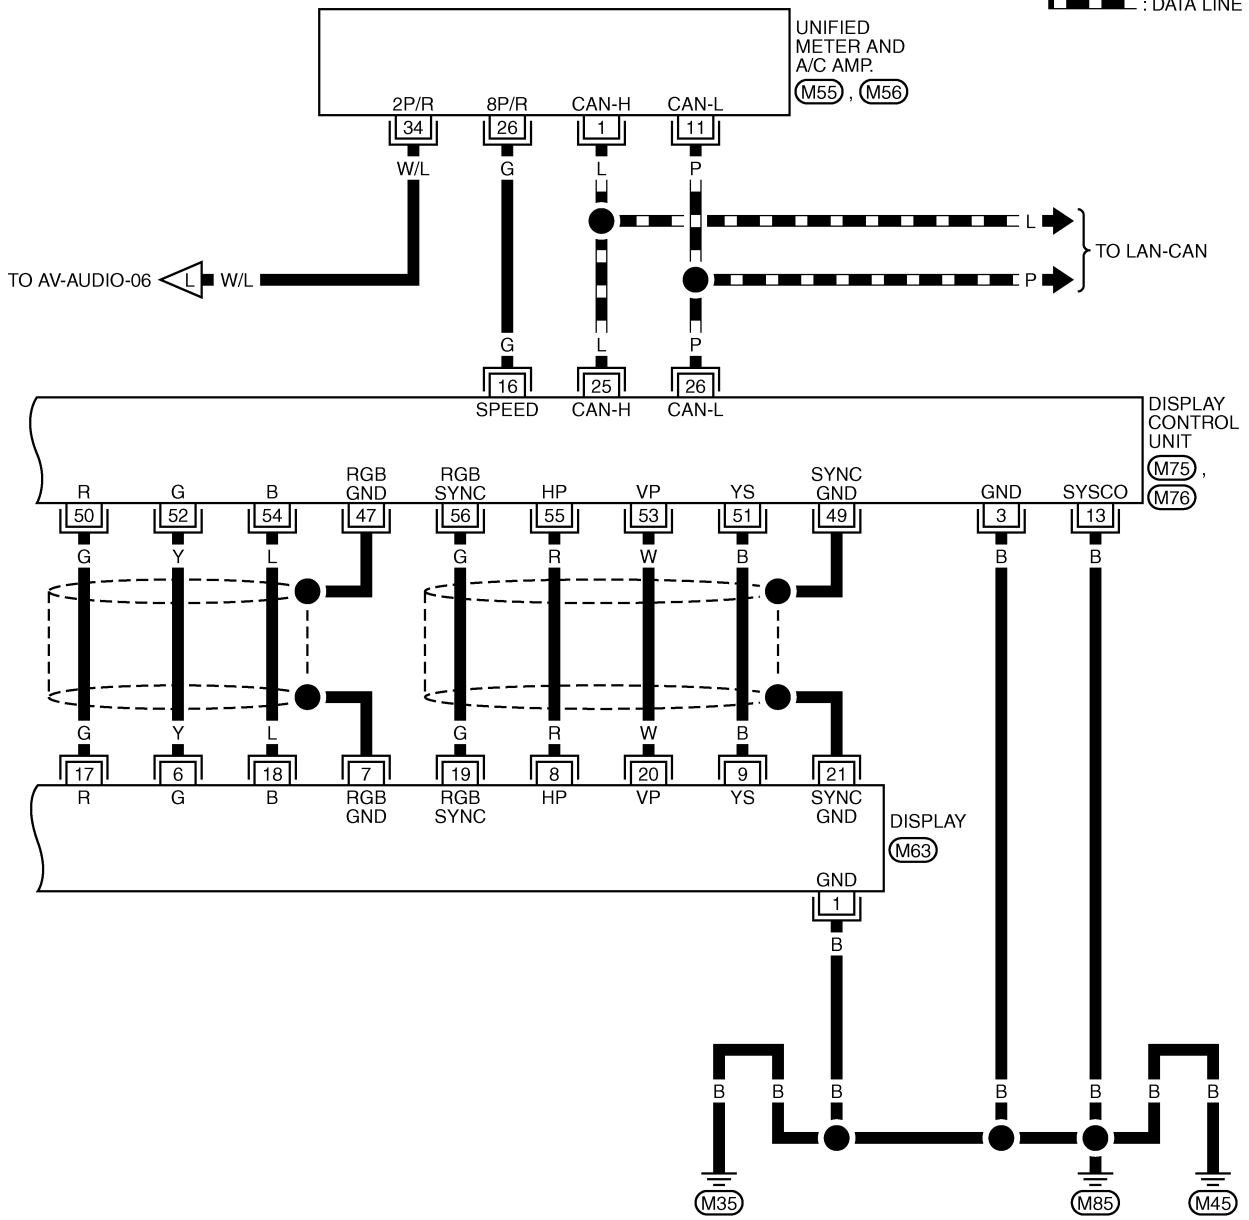 : DATA LINE
UNIFIED
METER AND
A/C AMP.
M55 , M56
2P/R 8P/R CAN-H CAN-L
34 26 1 11
W/L G L P
L
TO LAN-CAN
TO AV-AUDIO-06 L W/L
P
G L P
16 25 26
SPEED CAN-H CAN-L
DISPLAY
CONTROL
UNIT
M75 ,
M76
R G B RGB GND RGB SYNC HP VP YS SYNC GND GND SYSCO
50 52 54 47 56 55 53 51 49 3 13
G Y L G R W B B B
G Y L G R W B
17 6 18 7 19 8 20 9 21
R G B RGB GND RGB SYNC HP VP YS SYNC GND
DISPLAY
M63
GND
1
B
B B B B B B B
M35 M85 M45